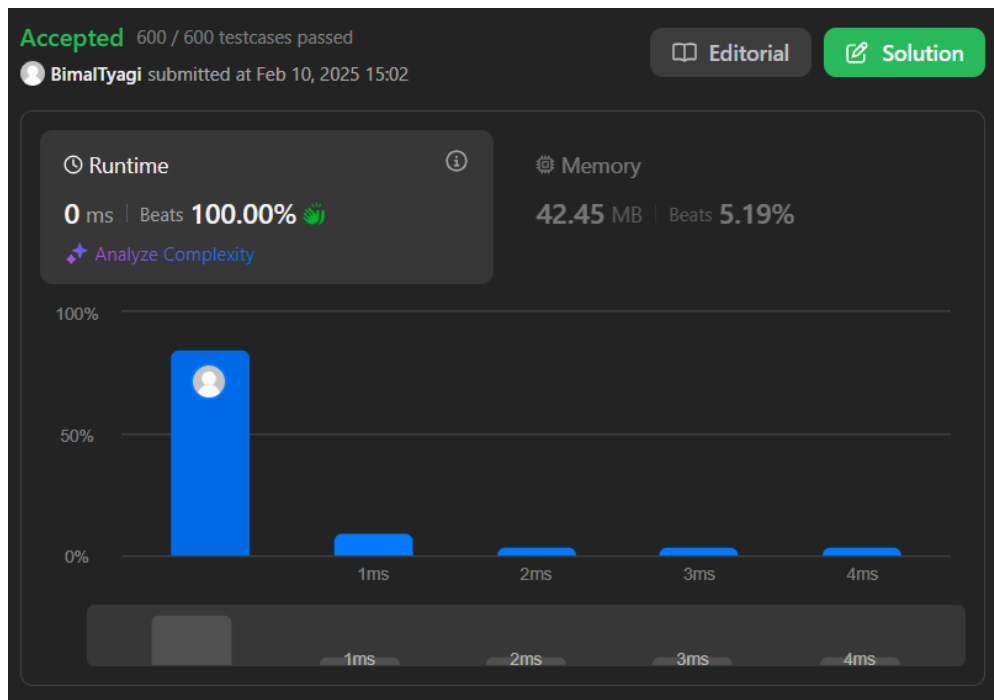 Accepted 600 / 600 testcases passed
Editorial
Solution
BimalTyagi submitted at Feb 10, 2025 15:02
Runtime
0 ms | Beats 100.00%
Analyze Complexity
Memory
42.45 MB | Beats 5.19%
100%
50%
0%
1ms 2ms 3ms 4ms
1ms 2ms 3ms 4ms